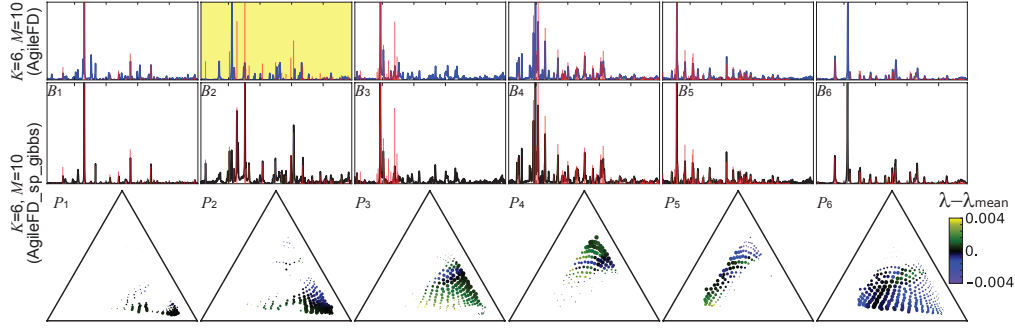 K=6, M=10
(AgileFD)
K=6, M=10
(AgileFD_l_sp_gibbs)
B1
B2
B3
B4
B5
B6
P1
P2
P3
P4
P5
P6
λ−λmean
0.004
0.
−0.004